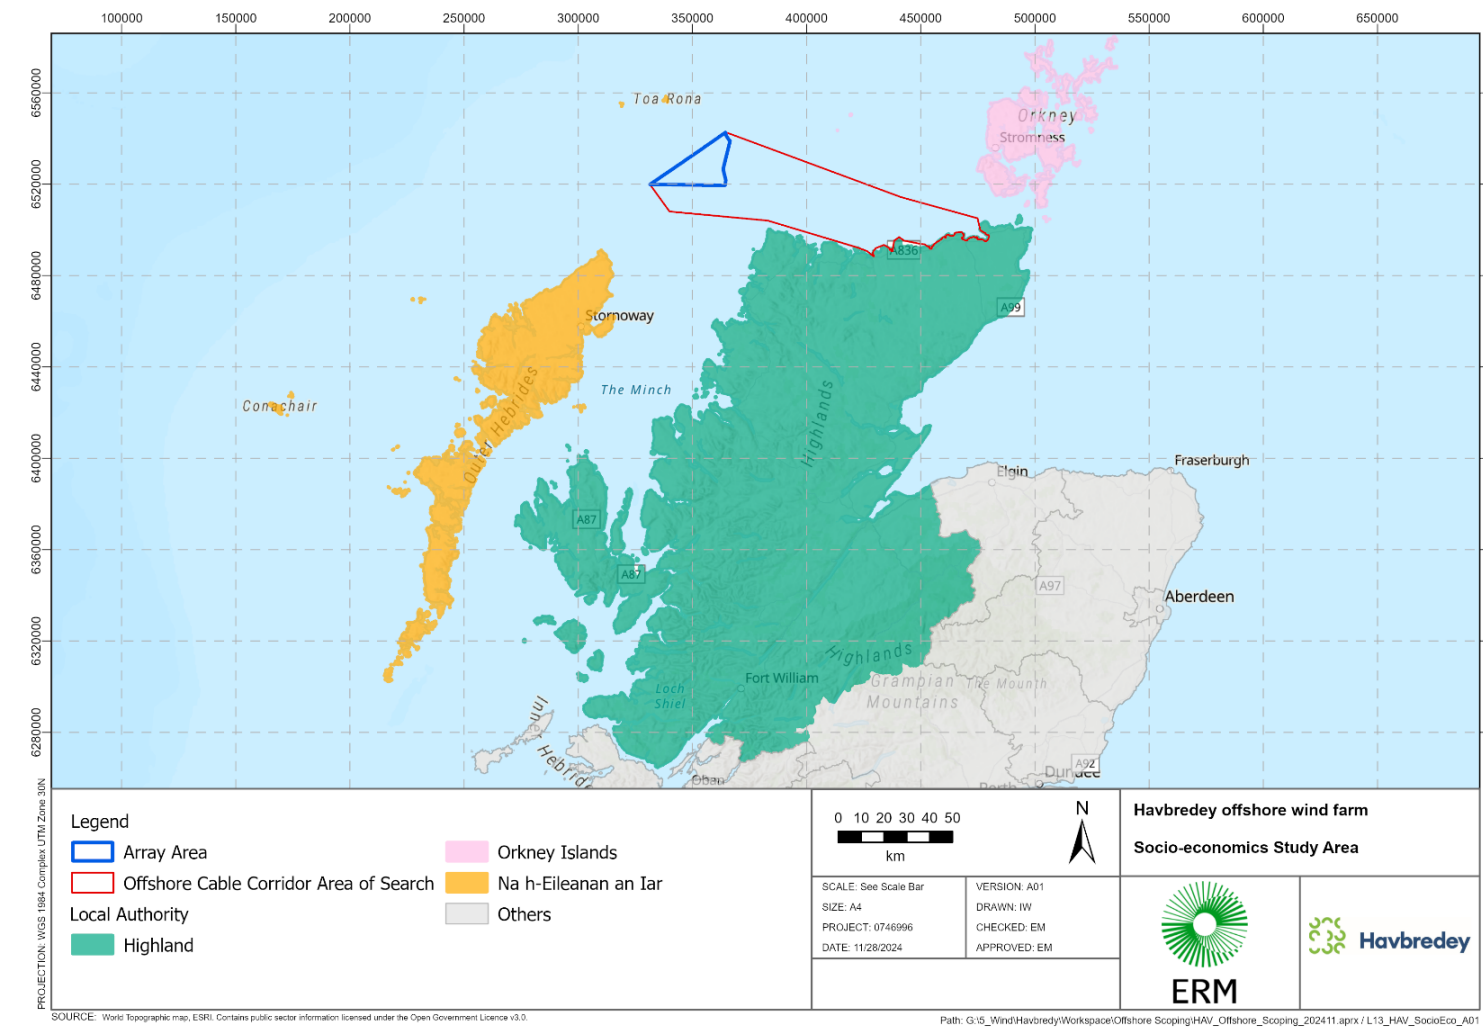 100000 150000 200000 250000 300000 350000 400000 450000 500000 550000 600000 650000
6560000
6520000
6480000
6440000
6400000
6360000
6320000
6280000
Toa Rona
Orkney
Stromness
A836
A99
Stornoway
The Minch
Conachair
Outer Hebrides
Highlands
Elgin
Fraserburgh
A87
A87
A97
Aberdeen
Highlands
Fort William
Grampian
Mountains
The Mounth
Loch
Shiel
Inn
Hebrid
Oban
A92
Dundee
Perth
PROJECTION: WGS 1984 Complex UTM Zone 30N
Legend
Array Area
Offshore Cable Corridor Area of Search
Local Authority
Highland
Orkney Islands
Na h-Eileanan an Iar
Others
0 10 20 30 40 50
km
N
SCALE: See Scale Bar
SIZE: A4
PROJECT: 0746996
DATE: 11/28/2024
VERSION: A01
DRAWN: IW
CHECKED: EM
APPROVED: EM
Havbredey offshore wind farm
Socio-economics Study Area
ERM
Havbredey
SOURCE: World Topographic map, ESRI. Contains public sector information licensed under the Open Government Licence v3.0.
Path: G:\5_Wind\Havbredy\Workspace\Offshore Scoping\HAV_Offshore_Scoping_202411.aprx / L13_HAV_SocioEco_A01